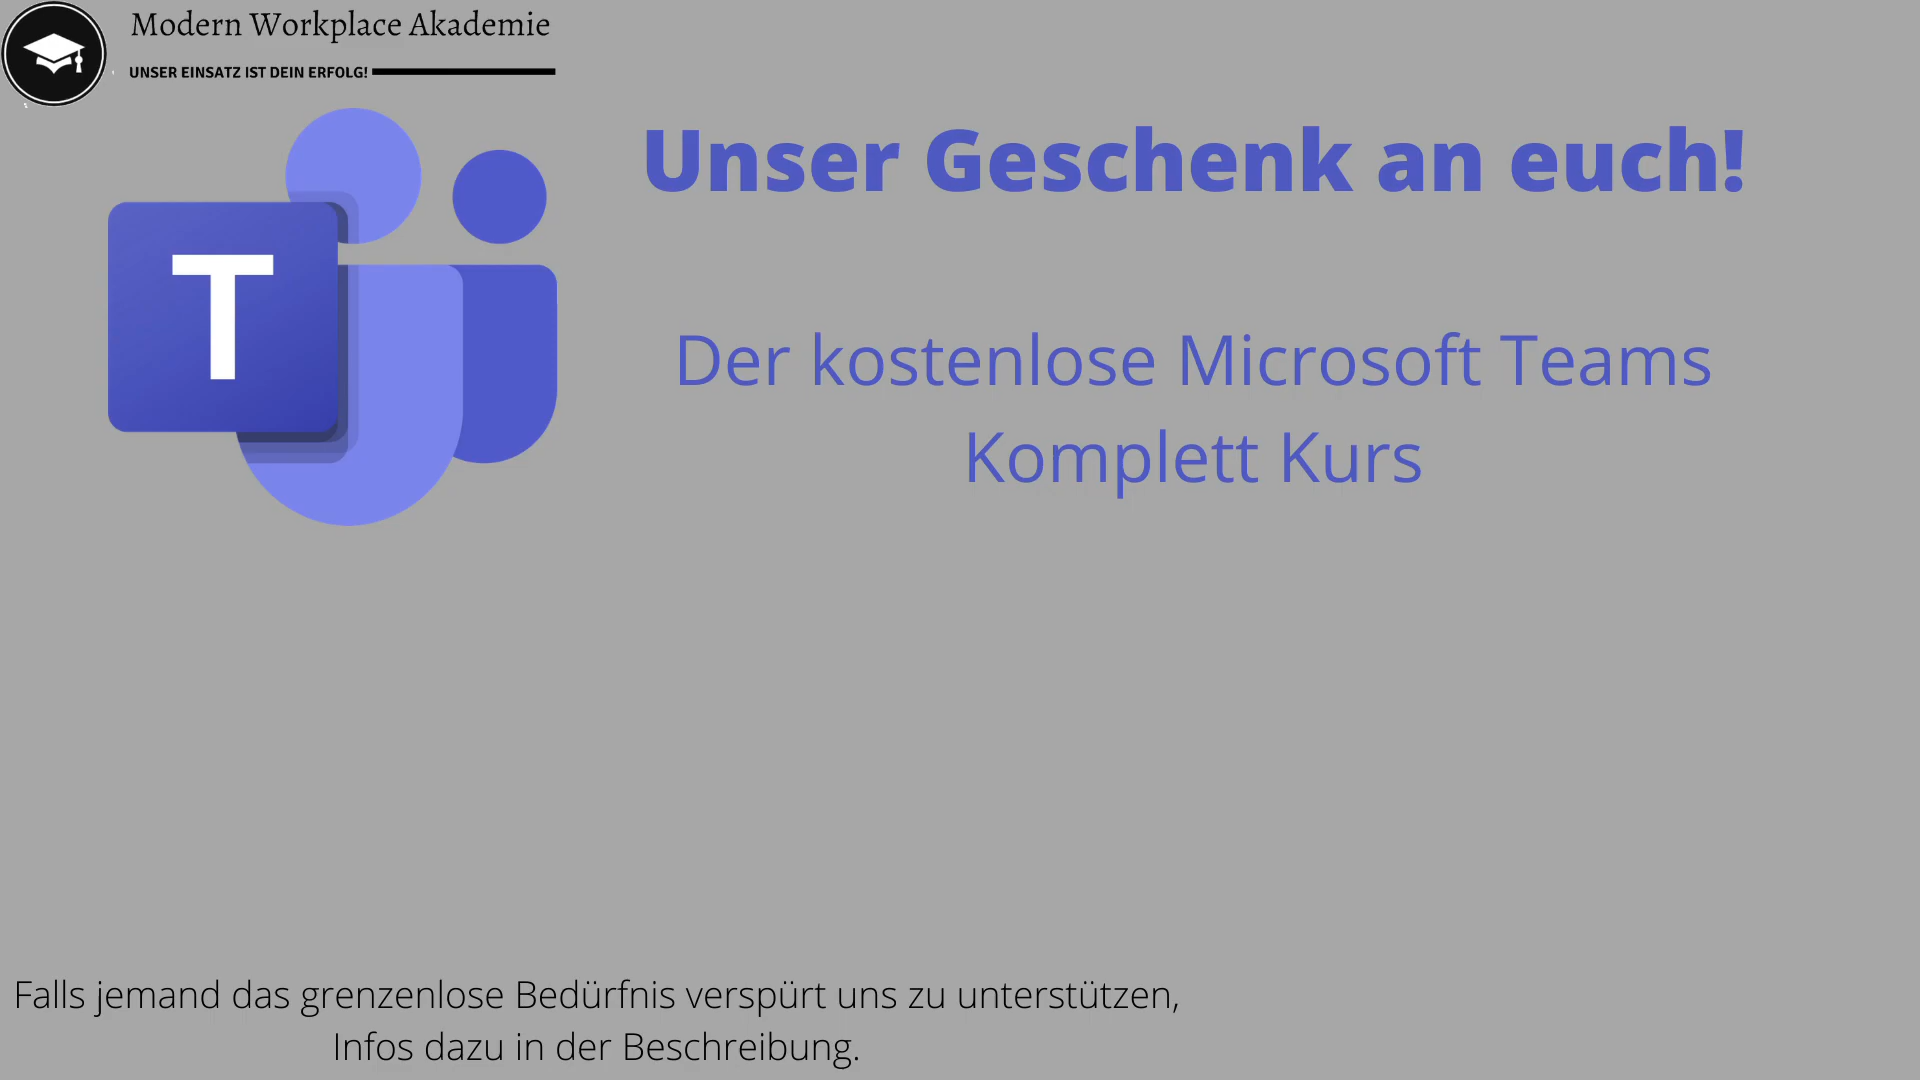 Modern Workplace Akademie
UNSER EINSATZ IST DEIN ERFOLG!
T
Unser Geschenk an euch!
Der kostenlose Microsoft Teams
Komplett Kurs
Falls jemand das grenzenlose Bedürfnis verspürt uns zu unterstützen,
Infos dazu in der Beschreibung.